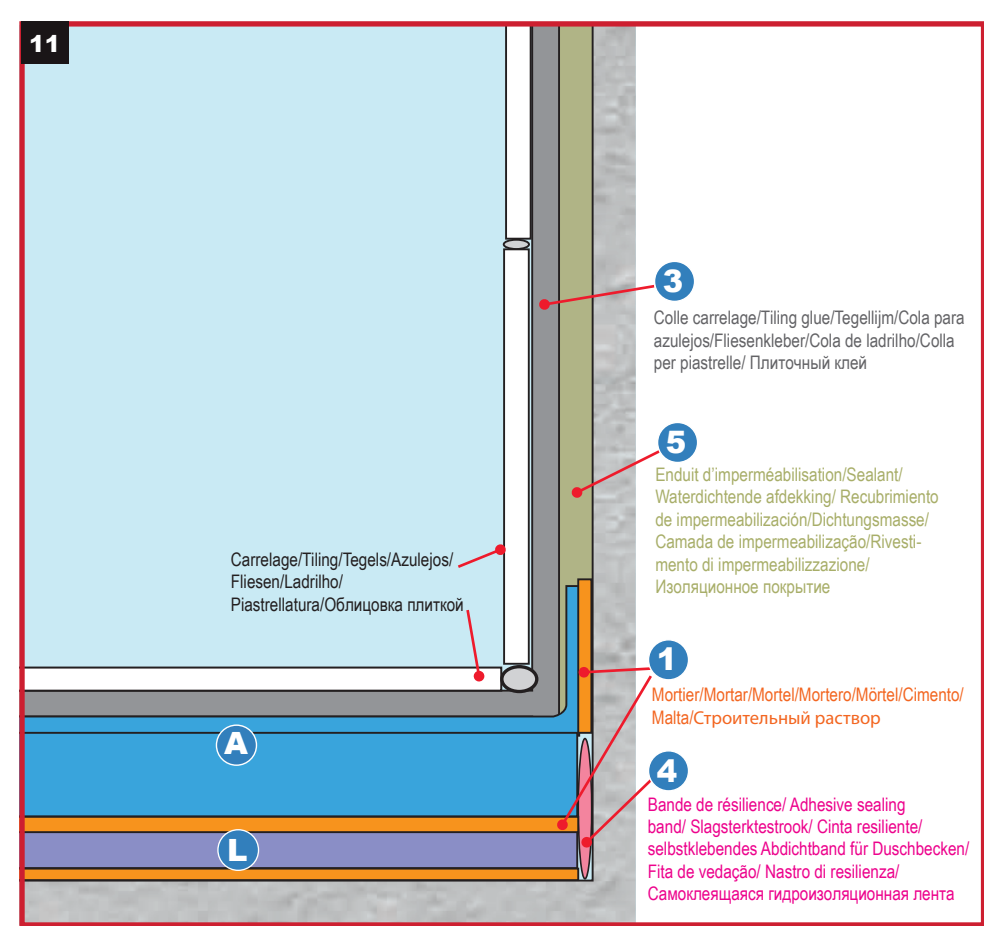 11
3
Colle carrelage/Tiling glue/Tegellijm/Cola para
azulejos/Fliesenkleber/Cola de ladrilho/Colla
per piastrelle/ Плиточный клей
5
Enduit d'imperméabilisation/Sealant/
Waterdichtende afdekking/ Recubrimiento
de impermeabilización/Dichtungsmasse/
Camada de impermeabilização/Rivesti-
mento di impermeabilizzazione/
Изоляционное покрытие
Carrelage/Tiling/Tegels/Azulejos/
Fliesen/Ladrilho/
Piastrellatura/Облицовка плиткой
1
Mortier/Mortar/Mortel/Mortero/Mörtel/Cimento/
Malta/Строительный раствор
A
4
Bande de résilience/ Adhesive sealing
band/ Slagsterktestrook/ Cinta resiliente/
selbstklebendes Abdichtband für Duschbecken/
Fita de vedação/ Nastro di resilienza/
Самоклеящаяся гидроизоляционная лента
L